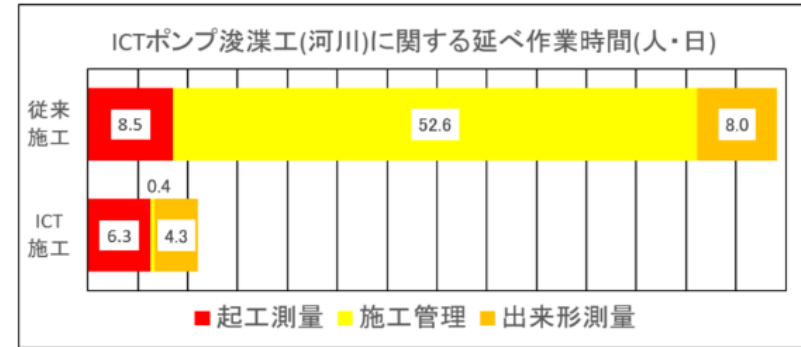 ICTポンプ浚渫工(河川)に関する延べ作業時間(人・日)
従来
施工
8.5
52.6
8.0
0.4
ICT
施工
6.3
4.3
起工測量
施工管理
出来形測量